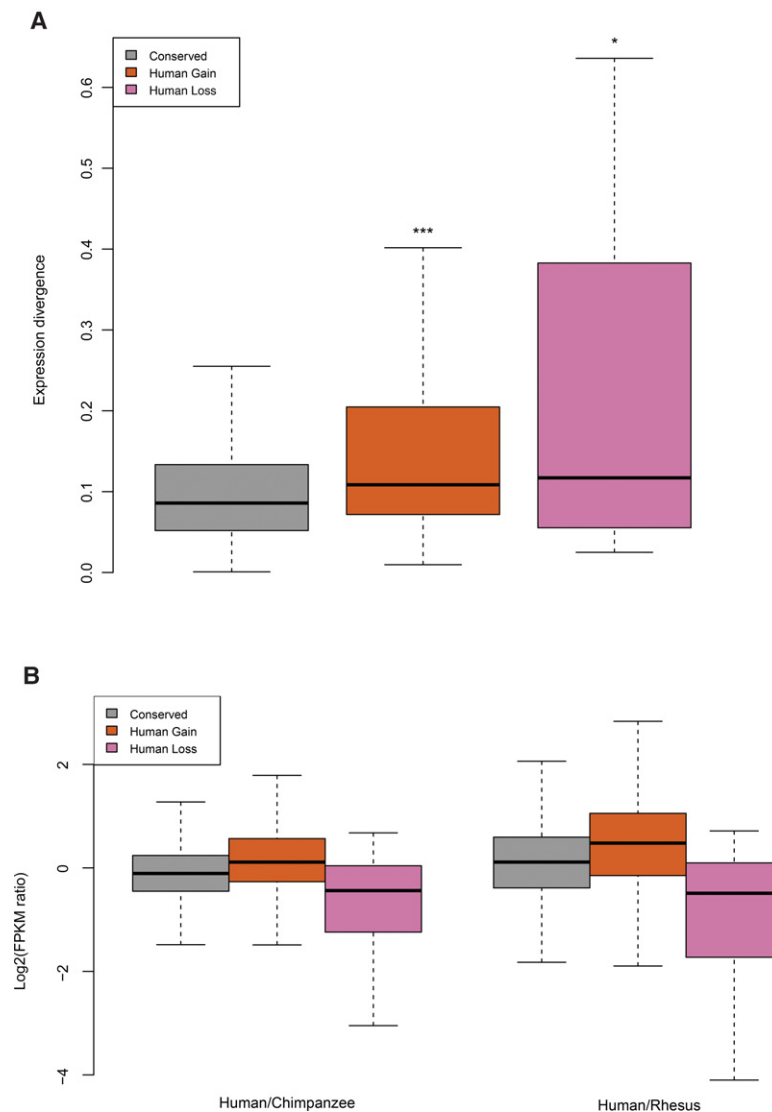 A
Conserved
Human Gain
Human Loss
*
***
0.6
0.5
0.4
0.3
0.2
0.1
0.0
Expression divergence
B
Conserved
Human Gain
Human Loss
2
0
−2
−4
Log2(FPKM ratio)
Human/Chimpanzee
Human/Rhesus